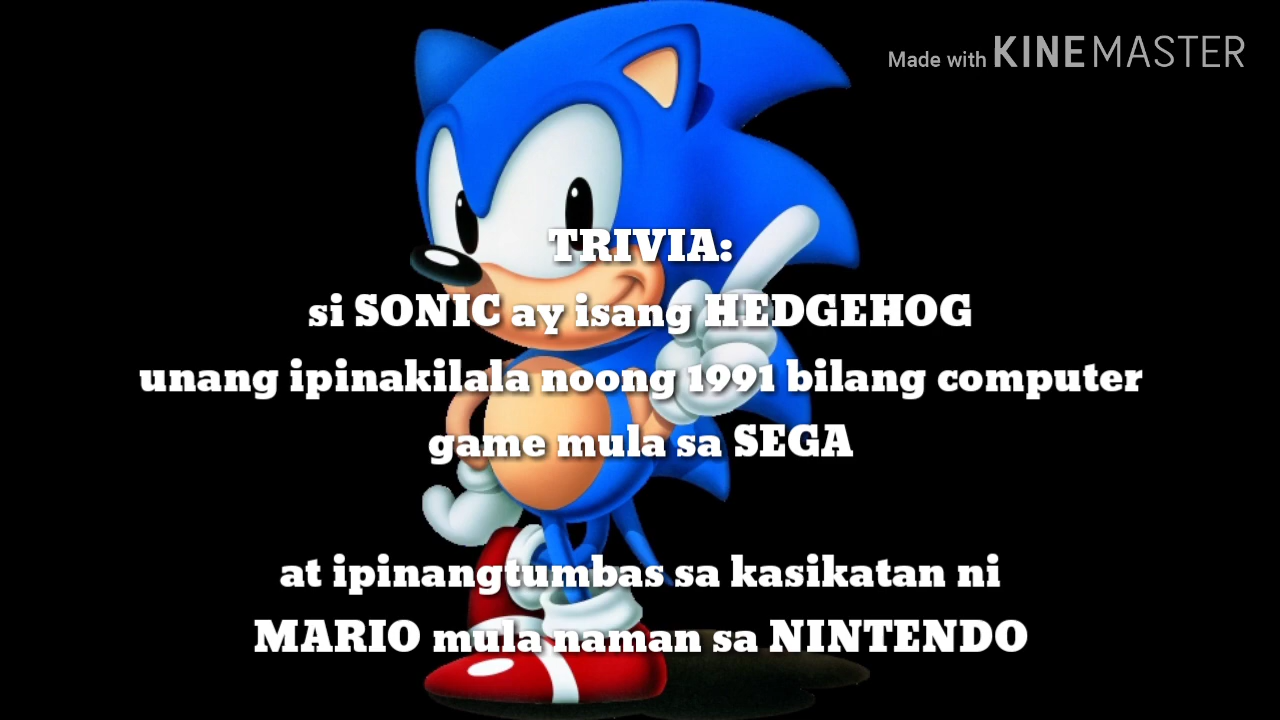 Made with KINEMASTER
TRIVIA:
si SONIC ay isang HEDGEHOG
unang ipinakilala noong 1991 bilang computer
game mula sa SEGA
at ipinangtumbas sa kasikatan ni
MARIO mula naman sa NINTENDO